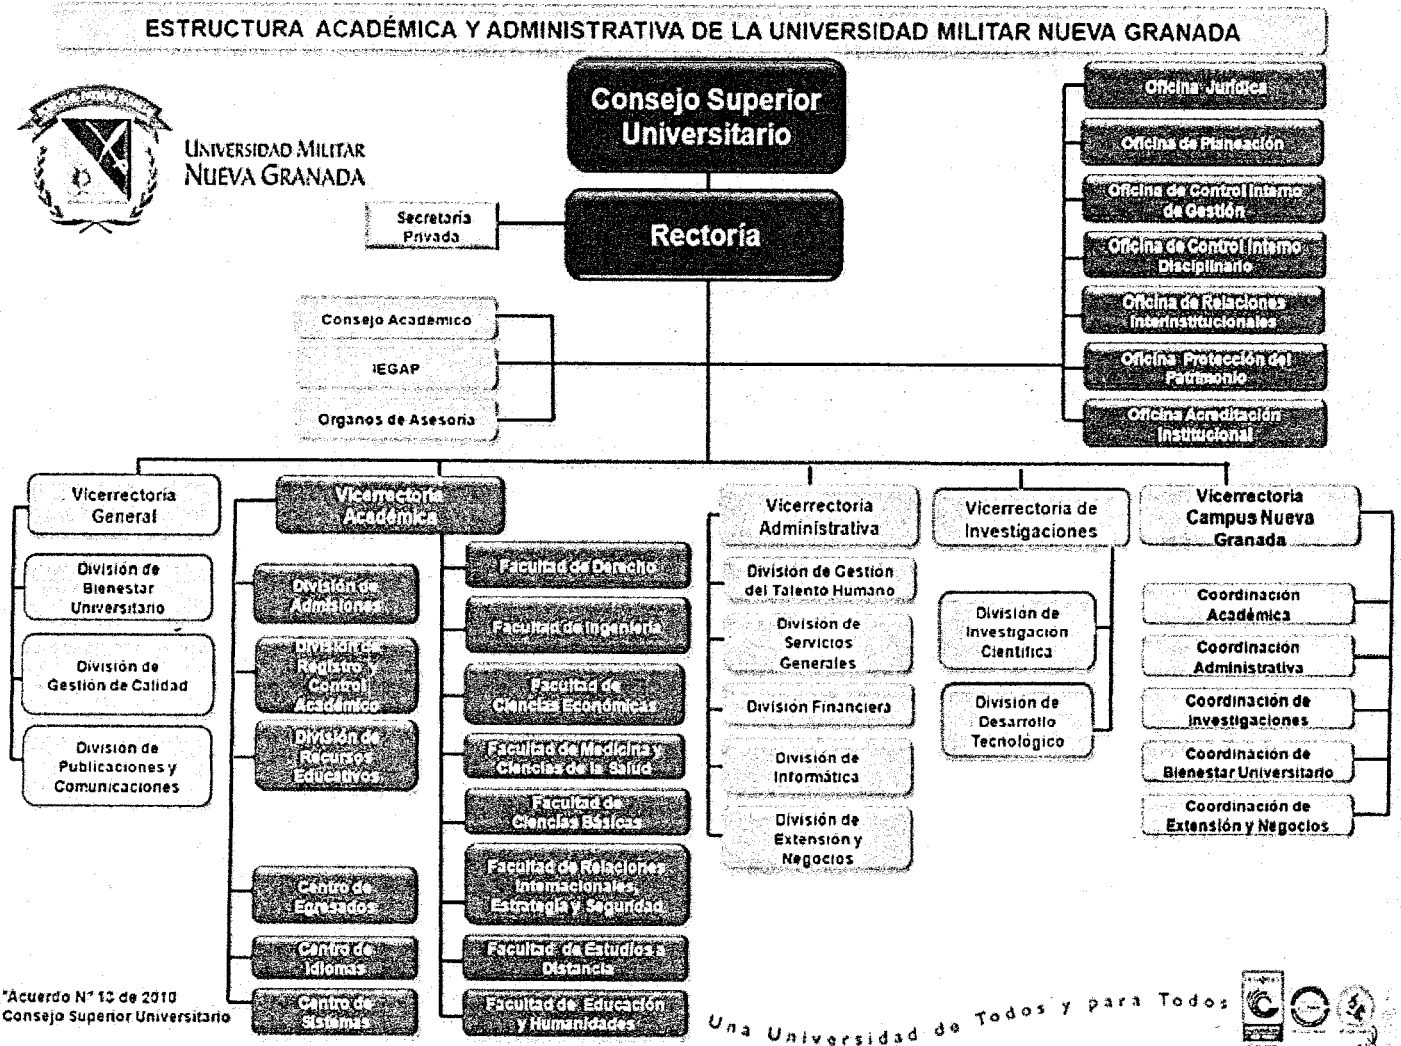 ESTRUCTURA ACADÉMICA Y ADMINISTRATIVA DE LA UNIVERSIDAD MILITAR NUEVA GRANADA
UNIVERSIDAD MILITAR
NUEVA GRANADA
Consejo Superior
Universitario
Rectoría
Secretaria
Privada
Consejo Academico
IEGAP
Organos de Asesoria
Oficina Jurídica
Oficina de Planeación
Oficina de Control Interno
de Gestión
Oficina de Control Interno
Disciplinario
Oficina de Relaciones
Interinstitucionales
Oficina Protección del
Patrimonio
Oficina Acreditación
Institucional
Vicerrectoría
General
División de
Bienestar
Universitario
División de
Gestión de Calidad
División de
Publicaciones y
Comunicaciones
Vicerrectoría
Académica
División de
Admisiones
División de
Registro y
Control
Académico
División de
Recursos
Educativos
Centro de
Egresados
Centro de
Idiomas
Centro de
Sistemas
Facultad de Derecho
Facultad de Ingeniería
Facultad de
Ciencias Económicas
Facultad de Medicina y
Ciencias de la Salud
Facultad de
Ciencias Básicas
Facultad de Relaciones
Internacionales,
Estrategia y Seguridad
Facultad de Estudios a
Distancia
Facultad de Educación
y Humanidades
Vicerrectoría
Administrativa
División de Gestión
del Talento Humano
División de
Servicios
Generales
División Financiera
División de
Informática
División de
Extensión y
Negocios
Vicerrectoría de
Investigaciones
División de
Investigación
Científica
División de
Desarrollo
Tecnológico
Vicerrectoria
Campus Nueva
Granada
Coordinación
Académica
Coordinación
Administrativa
Coordinación de
Investigaciones
Coordinación de
Bienestar Universitario
Coordinación de
Extensión y Negocios
*Acuerdo N° 13 de 2010
Consejo Superior Universitario
Una Universidad de Todos y para Todos